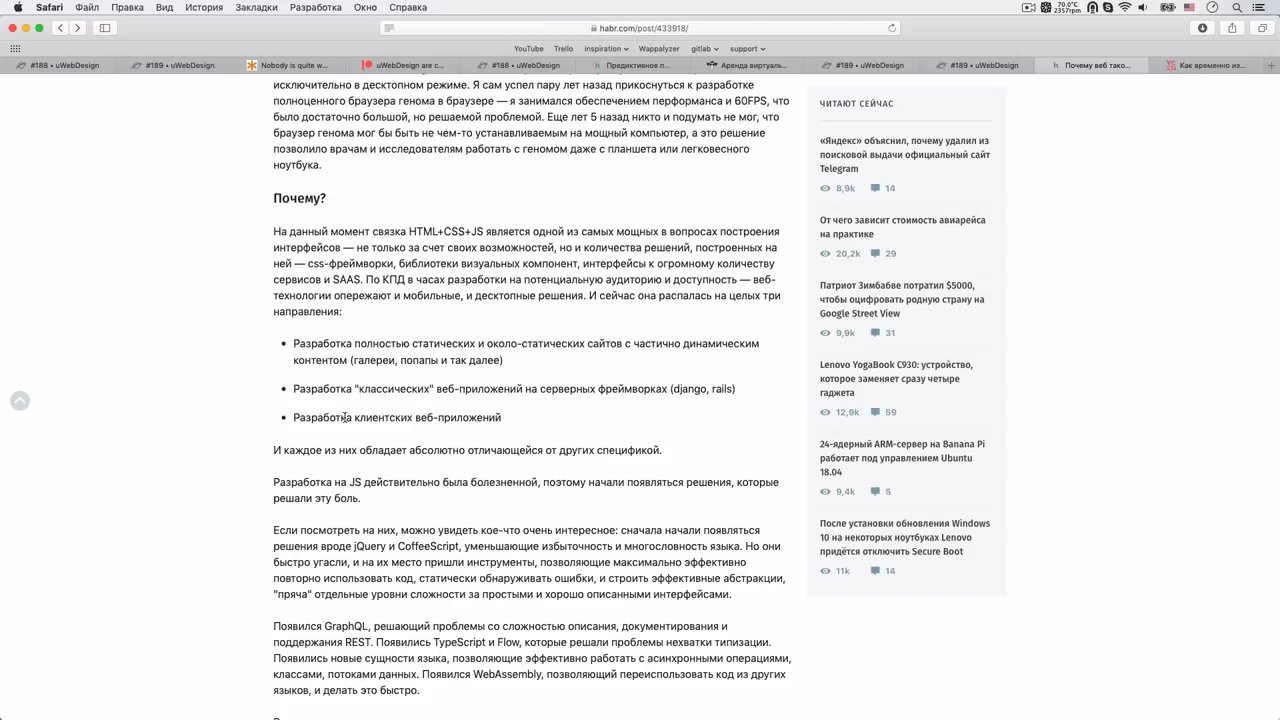 Safari Файл Правка Вид История Закладки Разработка Окно Справка 70.0°C 2357rpm
habr.com/post/433918/
YouTube Trello inspiration Wappalyzer gitlab support
#188 • uWebDesign #189 • uWebDesign Nobody is quite w... uWebDesign are c... #188 • uWebDesign Предиктивное п... Аренда виртуаль... #189 • uWebDesign #189 • uWebDesign Почему веб тако... Как временно из...
исключительно в десктопном режиме. Я сам успел пару лет назад прикоснуться к разработке
полноценного браузера генома в браузере — я занимался обеспечением перформанса и 60FPS, что
было достаточно большой, но решаемой проблемой. Еще лет 5 назад никто и подумать не мог, что
браузер генома мог бы быть не чем-то устанавливаемым на мощный компьютер, а это решение
позволило врачам и исследователям работать с геномом даже с планшета или легковесного
ноутбука.
Почему?
На данный момент связка HTML+CSS+JS является одной из самых мощных в вопросах построения
интерфейсов — не только за счет своих возможностей, но и количества решений, построенных на
ней — css-фреймворки, библиотеки визуальных компонент, интерфейсы к огромному количеству
сервисов и SAAS. По КПД в часах разработки на потенциальную аудиторию и доступность — веб-
технологии опережают и мобильные, и десктопные решения. И сейчас она распалась на целых три
направления:
• Разработка полностью статических и около-статических сайтов с частично динамическим
контентом (галереи, попапы и так далее)
• Разработка "классических" веб-приложений на серверных фреймворках (django, rails)
• Разработка клиентских веб-приложений
И каждое из них обладает абсолютно отличающейся от других спецификой.
Разработка на JS действительно была болезненной, поэтому начали появляться решения, которые
решали эту боль.
Если посмотреть на них, можно увидеть кое-что очень интересное: сначала начали появляться
решения вроде jQuery и CoffeeScript, уменьшающие избыточность и многословность языка. Но они
быстро угасли, и на их место пришли инструменты, позволяющие максимально эффективно
повторно использовать код, статически обнаруживать ошибки, и строить эффективные абстракции,
"пряча" отдельные уровни сложности за простыми и хорошо описанными интерфейсами.
Появился GraphQL, решающий проблемы со сложностью описания, документирования и
поддержания REST. Появились TypeScript и Flow, которые решали проблемы нехватки типизации.
Появились новые сущности языка, позволяющие эффективно работать с асинхронными операциями,
классами, потоками данных. Появился WebAssembly, позволяющий переиспользовать код из других
языков, и делать это быстро.
ЧИТАЮТ СЕЙЧАС
«Яндекс» объяснил, почему удалил из
поисковой выдачи официальный сайт
Telegram
8,9k 14
От чего зависит стоимость авиарейса
на практике
20,2k 29
Патриот Зимбабве потратил $5000,
чтобы оцифровать родную страну на
Google Street View
9,9k 31
Lenovo YogaBook C930: устройство,
которое заменяет сразу четыре
гаджета
12,9k 59
24-ядерный ARM-сервер на Banana Pi
работает под управлением Ubuntu
18.04
9,4k 5
После установки обновления Windows
10 на некоторых ноутбуках Lenovo
придётся отключить Secure Boot
11k 14